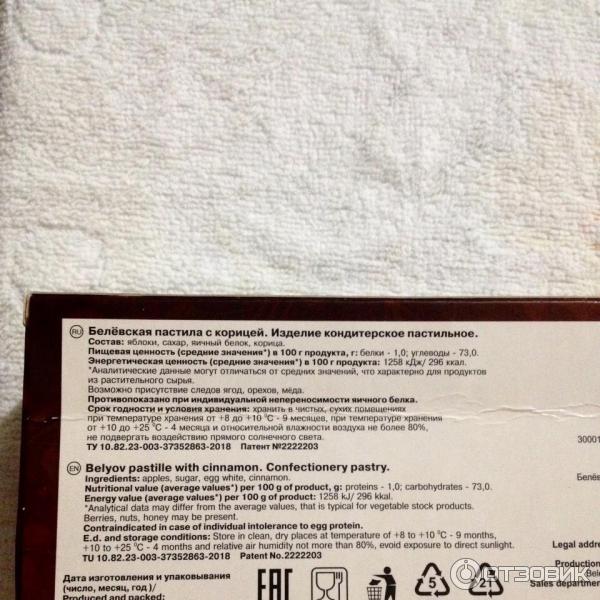 RU Белёвская пастила с корицей. Изделие кондитерское пастильное.
Состав: яблоки, сахар, яичный белок, корица.
Пищевая ценность (средние значения*) в 100 г продукта, г: белки - 1,0; углеводы - 73,0.
Энергетическая ценность (средние значения*) в 100 г продукта: 1258 кДж/ 296 ккал.
*Аналитические данные могут отличаться от средних значений, что характерно для продуктов
из растительного сырья.
Возможно присутствие следов ягод, орехов, мёда.
Противопоказано при индивидуальной непереносимости яичного белка.
Срок годности и условия хранения: хранить в чистых, сухих помещениях
при температуре хранения от +8 до +10 °С - 9 месяцев, при температуре хранения
от +10 до +25 °С - 4 месяца и относительной влажности воздуха не более 80%,
не подвергать воздействию прямого солнечного света.
ТУ 10.82.23-003-37352863-2018 Патент №2222203
30001
EN Belyov pastille with cinnamon. Confectionery pastry.
Ingredients: apples, sugar, egg white, cinnamon.
Nutritional value (average values*) per 100 g of product, g: proteins - 1,0; carbohydrates - 73,0.
Energy value (average values*) per 100 g of product: 1258 kJ/ 296 kcal.
*Analytical data may differ from the average values, that is typical for vegetable stock products.
Berries, nuts, honey may be present.
Contraindicated in case of individual intolerance to egg protein.
E.d. and storage conditions: Store in clean, dry places at temperature of +8 to +10 °C - 9 months,
+10 to +25 °C - 4 months and relative air humidity not more than 80%, evoid exposure to direct sunlight.
TU 10.82.23-003-37352863-2018 Patent No.2222203
Белёв
Legal addre
Production
Sales departme
Дата изготовления и упаковывания
(число, месяц, год )/
Produced and packed:
EAC
5
21
ОТЗОВИК